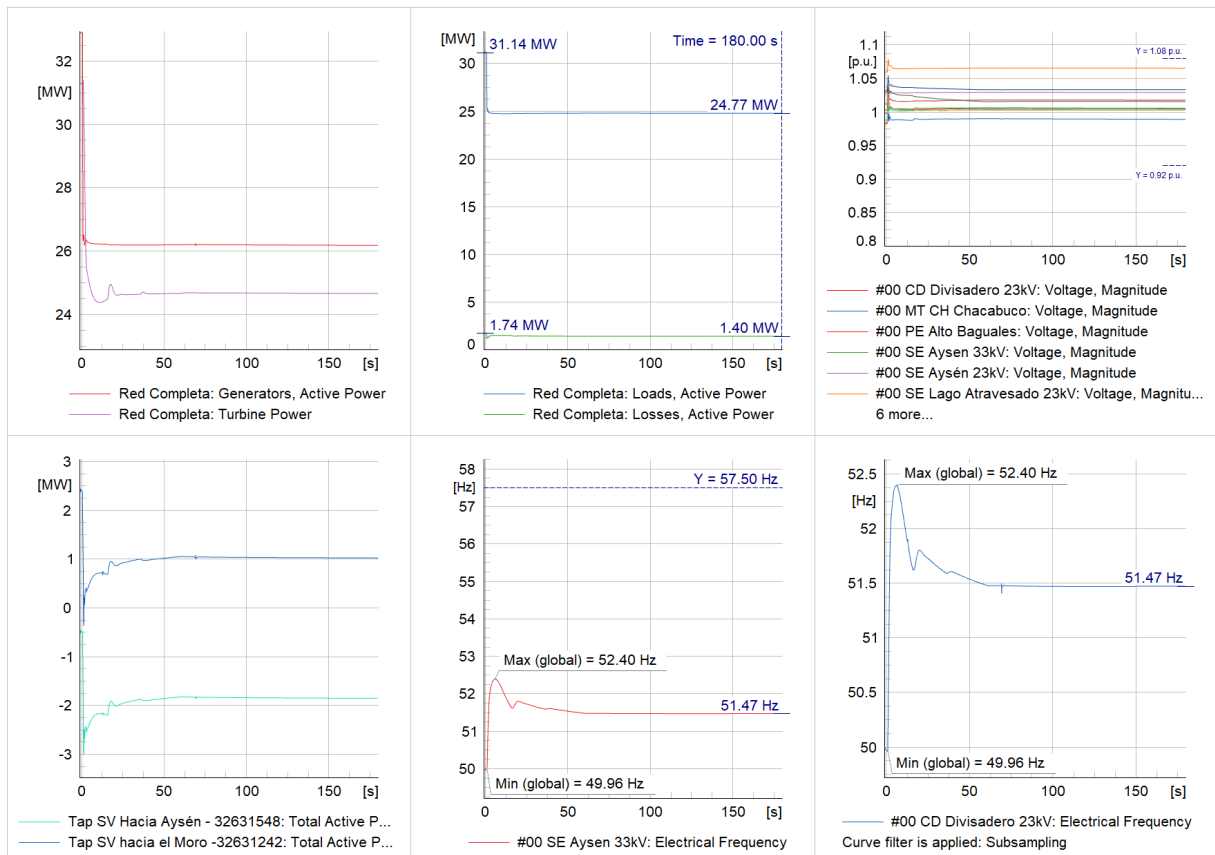 32
[MW]
30
28
26
24
0
50
100
150
[s]
Red Completa: Generators, Active Power
Red Completa: Turbine Power
[MW]
31.14 MW
Time = 180.00 s
30
25
24.77 MW
20
15
10
5
1.74 MW
1.40 MW
0
0
50
100
150
[s]
Red Completa: Loads, Active Power
Red Completa: Losses, Active Power
1.1
[p.u.]
Y = 1.08 p.u.
1.05
1
0.95
Y = 0.92 p.u.
0.9
0.85
0.8
0
50
100
150
[s]
#00 CD Divisadero 23kV: Voltage, Magnitude
#00 MT CH Chacabuco: Voltage, Magnitude
#00 PE Alto Baguales: Voltage, Magnitude
#00 SE Aysen 33kV: Voltage, Magnitude
#00 SE Aysén 23kV: Voltage, Magnitude
#00 SE Lago Atravesado 23kV: Voltage, Magnitu...
6 more...
3
[MW]
2
1
0
-1
-2
-3
0
50
100
150
[s]
Tap SV Hacia Aysén - 32631548: Total Active P...
Tap SV hacia el Moro -32631242: Total Active P...
58
[Hz]
Y = 57.50 Hz
57
56
55
54
53
Max (global) = 52.40 Hz
52
51.47 Hz
51
50
Min (global) = 49.96 Hz
0
50
100
150
[s]
#00 SE Aysen 33kV: Electrical Frequency
52.5
Max (global) = 52.40 Hz
[Hz]
52
51.5
51.47 Hz
51
50.5
50
Min (global) = 49.96 Hz
0
50
100
150
[s]
#00 CD Divisadero 23kV: Electrical Frequency
Curve filter is applied: Subsampling